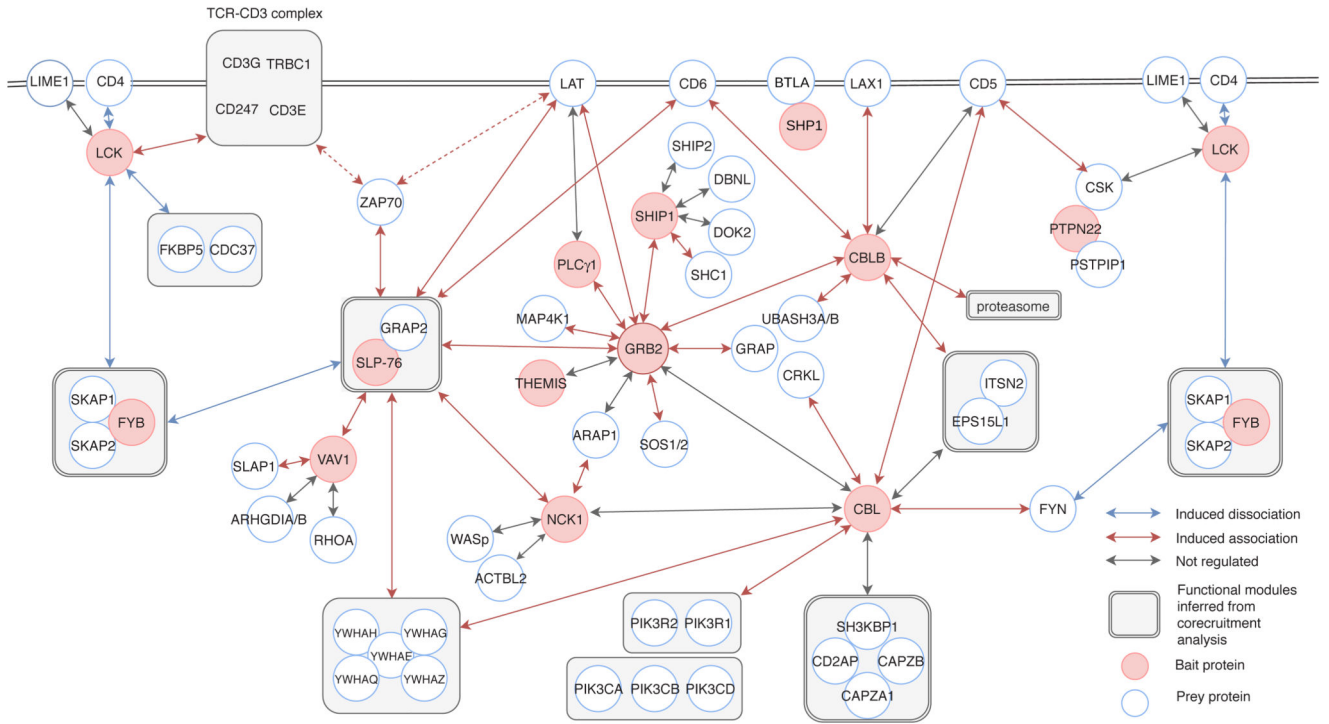 TCR-CD3 complex
CD3G TRBC1
CD247 CD3E
LIME1
CD4
LAT
CD6
BTLA
LAX1
CD5
LIME1
CD4
SHP1
LCK
LCK
SHIP2
DBNL
CSK
ZAP70
SHIP1
DOK2
PTPN22
FKBP5
CDC37
PLCγ1
SHC1
CBLB
PSTPIP1
proteasome
MAP4K1
UBASH3A/B
GRAP2
GRB2
GRAP
SLP-76
THEMIS
CRKL
ITSN2
SKAP1
FYB
SKAP2
EPS15L1
SKAP1
FYB
SKAP2
ARAP1
SOS1/2
SLAP1
VAV1
ARHGDIA/B
RHOA
NCK1
CBL
FYN
WASp
ACTBL2
Induced dissociation
Induced association
Not regulated
Functional modules
inferred from
corecruitment
analysis
Bait protein
Prey protein
YWHAH
YWHAG
YWHAE
YWHAQ
YWHAZ
PIK3R2
PIK3R1
PIK3CA
PIK3CB
PIK3CD
SH3KBP1
CD2AP
CAPZB
CAPZA1